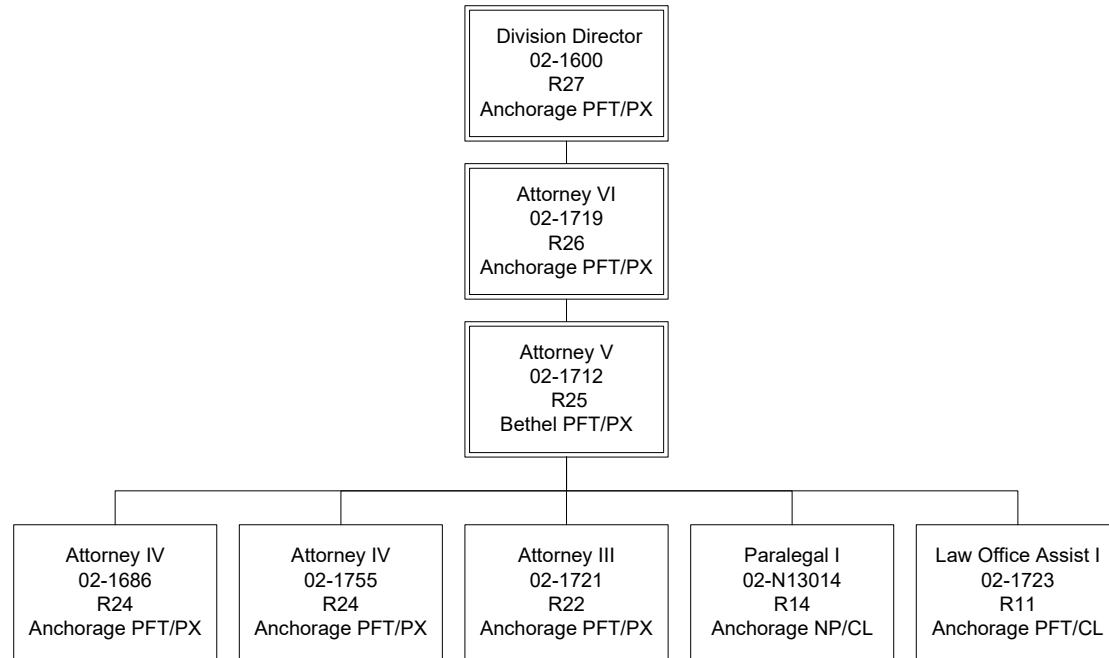 Division Director
02-1600
R27
Anchorage PFT/PX
Attorney VI
02-1719
R26
Anchorage PFT/PX
Attorney V
02-1712
R25
Bethel PFT/PX
Attorney IV
02-1686
R24
Anchorage PFT/PX
Attorney IV
02-1755
R24
Anchorage PFT/PX
Attorney III
02-1721
R22
Anchorage PFT/PX
Paralegal I
02-N13014
R14
Anchorage NP/CL
Law Office Assist I
02-1723
R11
Anchorage PFT/CL